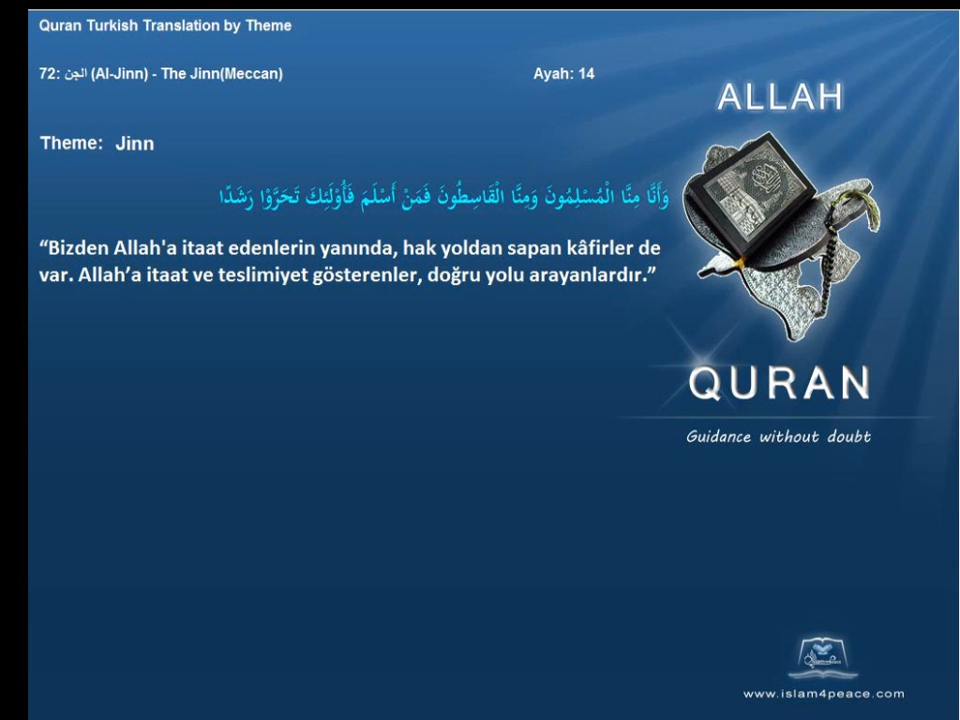 Quran Turkish Translation by Theme
72: الجن (Al-Jinn) - The Jinn(Meccan) Ayah: 14
ALLAH
Theme: Jinn
وَأَنَّا مِنَّا الْمُسْلِمُونَ وَمِنَّا الْقَاسِطُونَ فَمَنْ أَسْلَمَ فَأُوْلَئِكَ تَحَرَّوْا رَشَدًا
“Bizden Allah'a itaat edenlerin yanında, hak yoldan sapan kâfirler de
var. Allah’a itaat ve teslimiyet gösterenler, doğru yolu arayanlardır.”
QURAN
Guidance without doubt
www.islam4peace.com